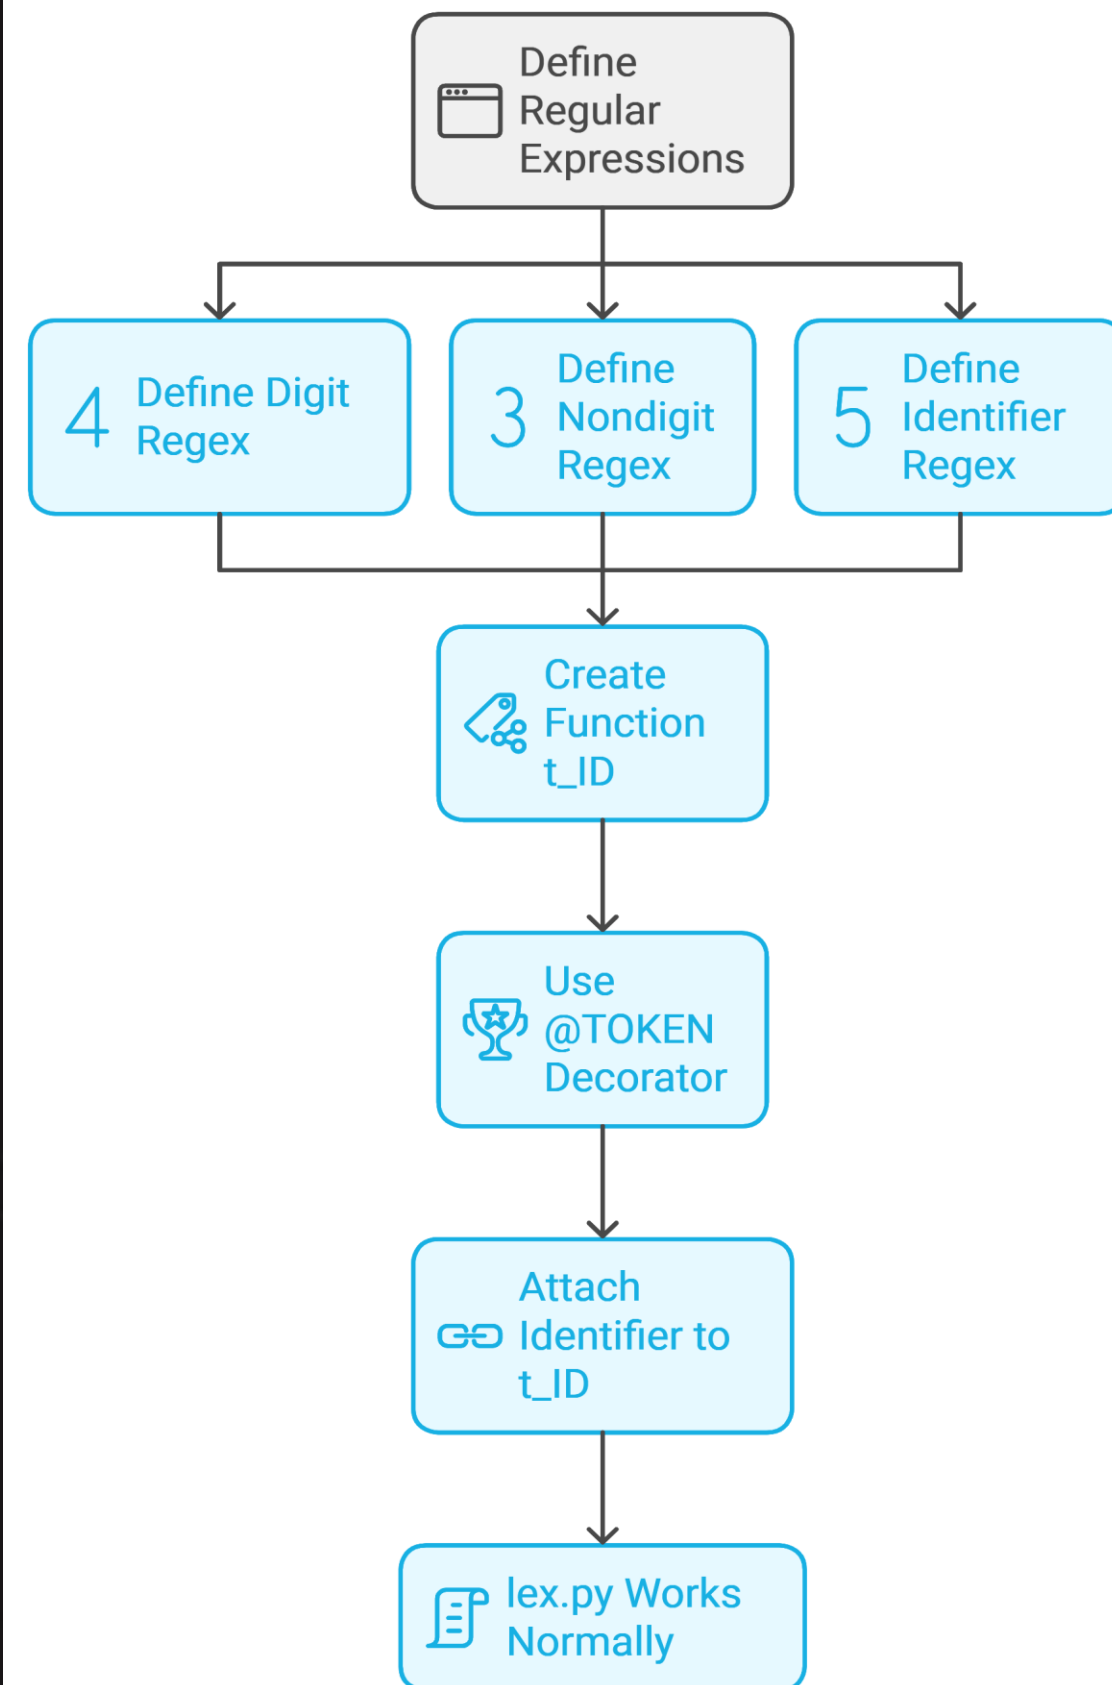 Define
Regular
Expressions
4
Define Digit
Regex
3
Define
Nondigit
Regex
5
Define
Identifier
Regex
Create
Function
t_ID
Use
@TOKEN
Decorator
Attach
Identifier to
t_ID
lex.py Works
Normally